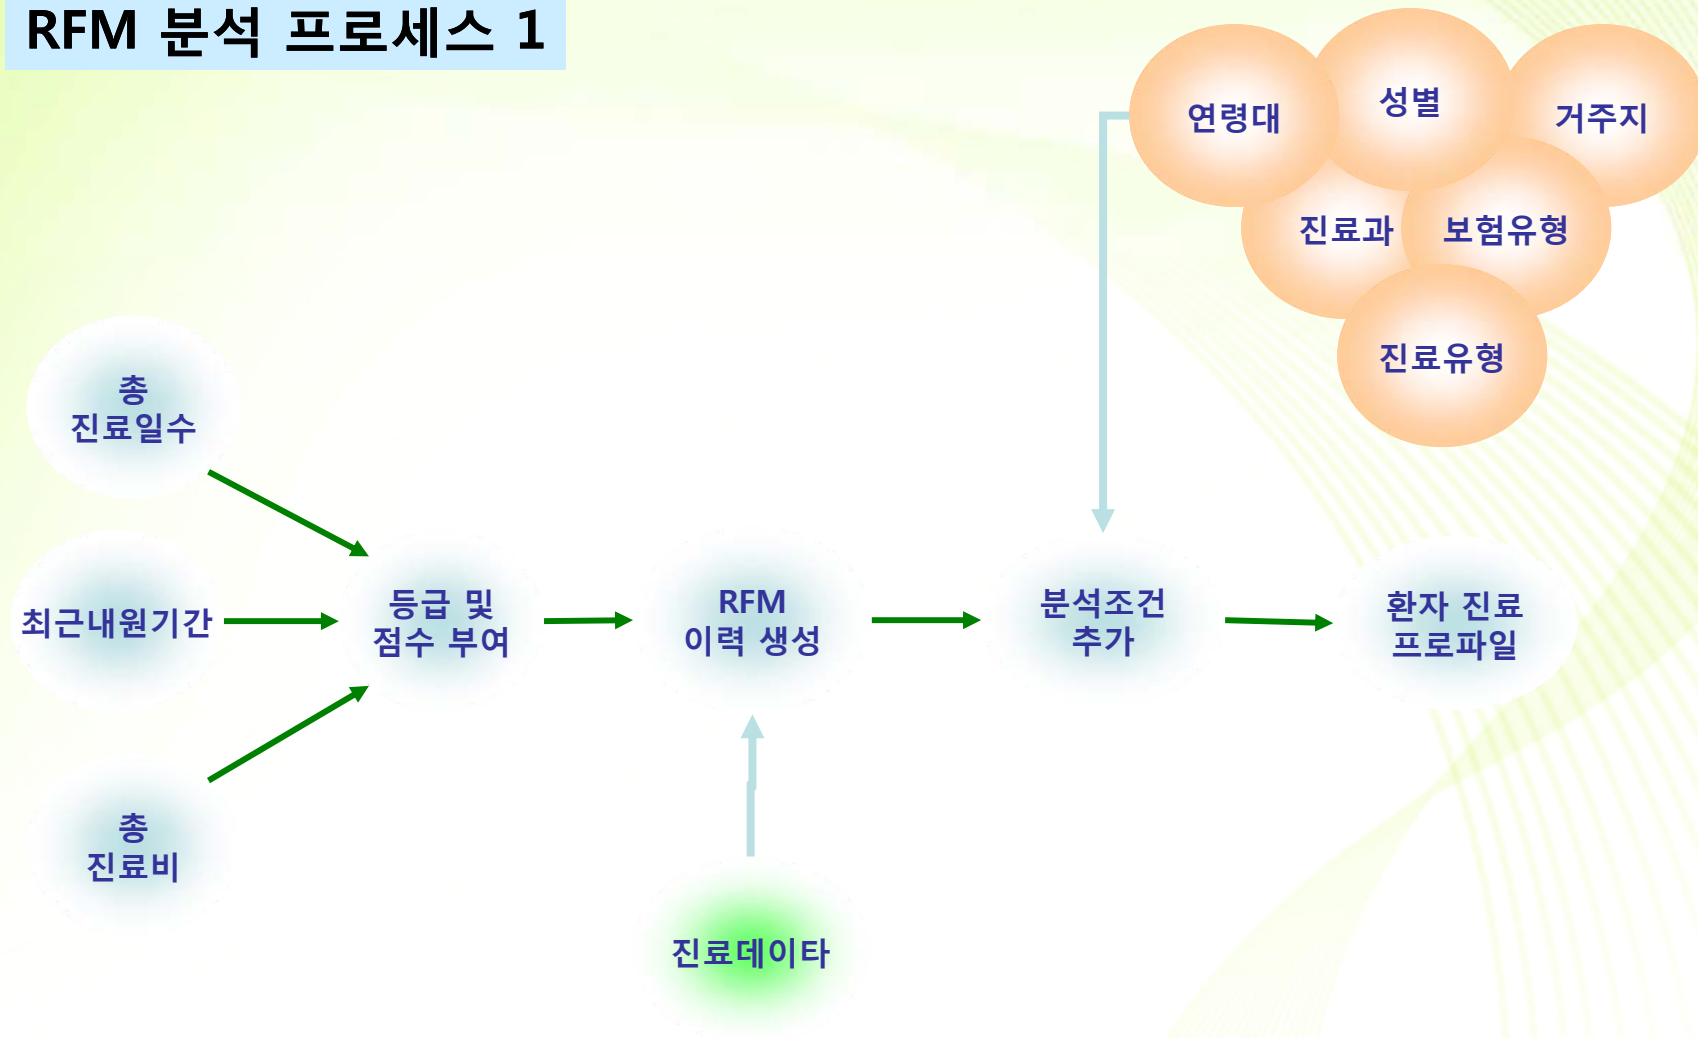 RFM 분석 프로세스 1
연령대
성별
거주지
진료과
보험유형
진료유형
총
진료일수
최근내원기간
총
진료비
등급 및
점수 부여
RFM
이력 생성
분석조건
추가
환자 진료
프로파일
진료데이타